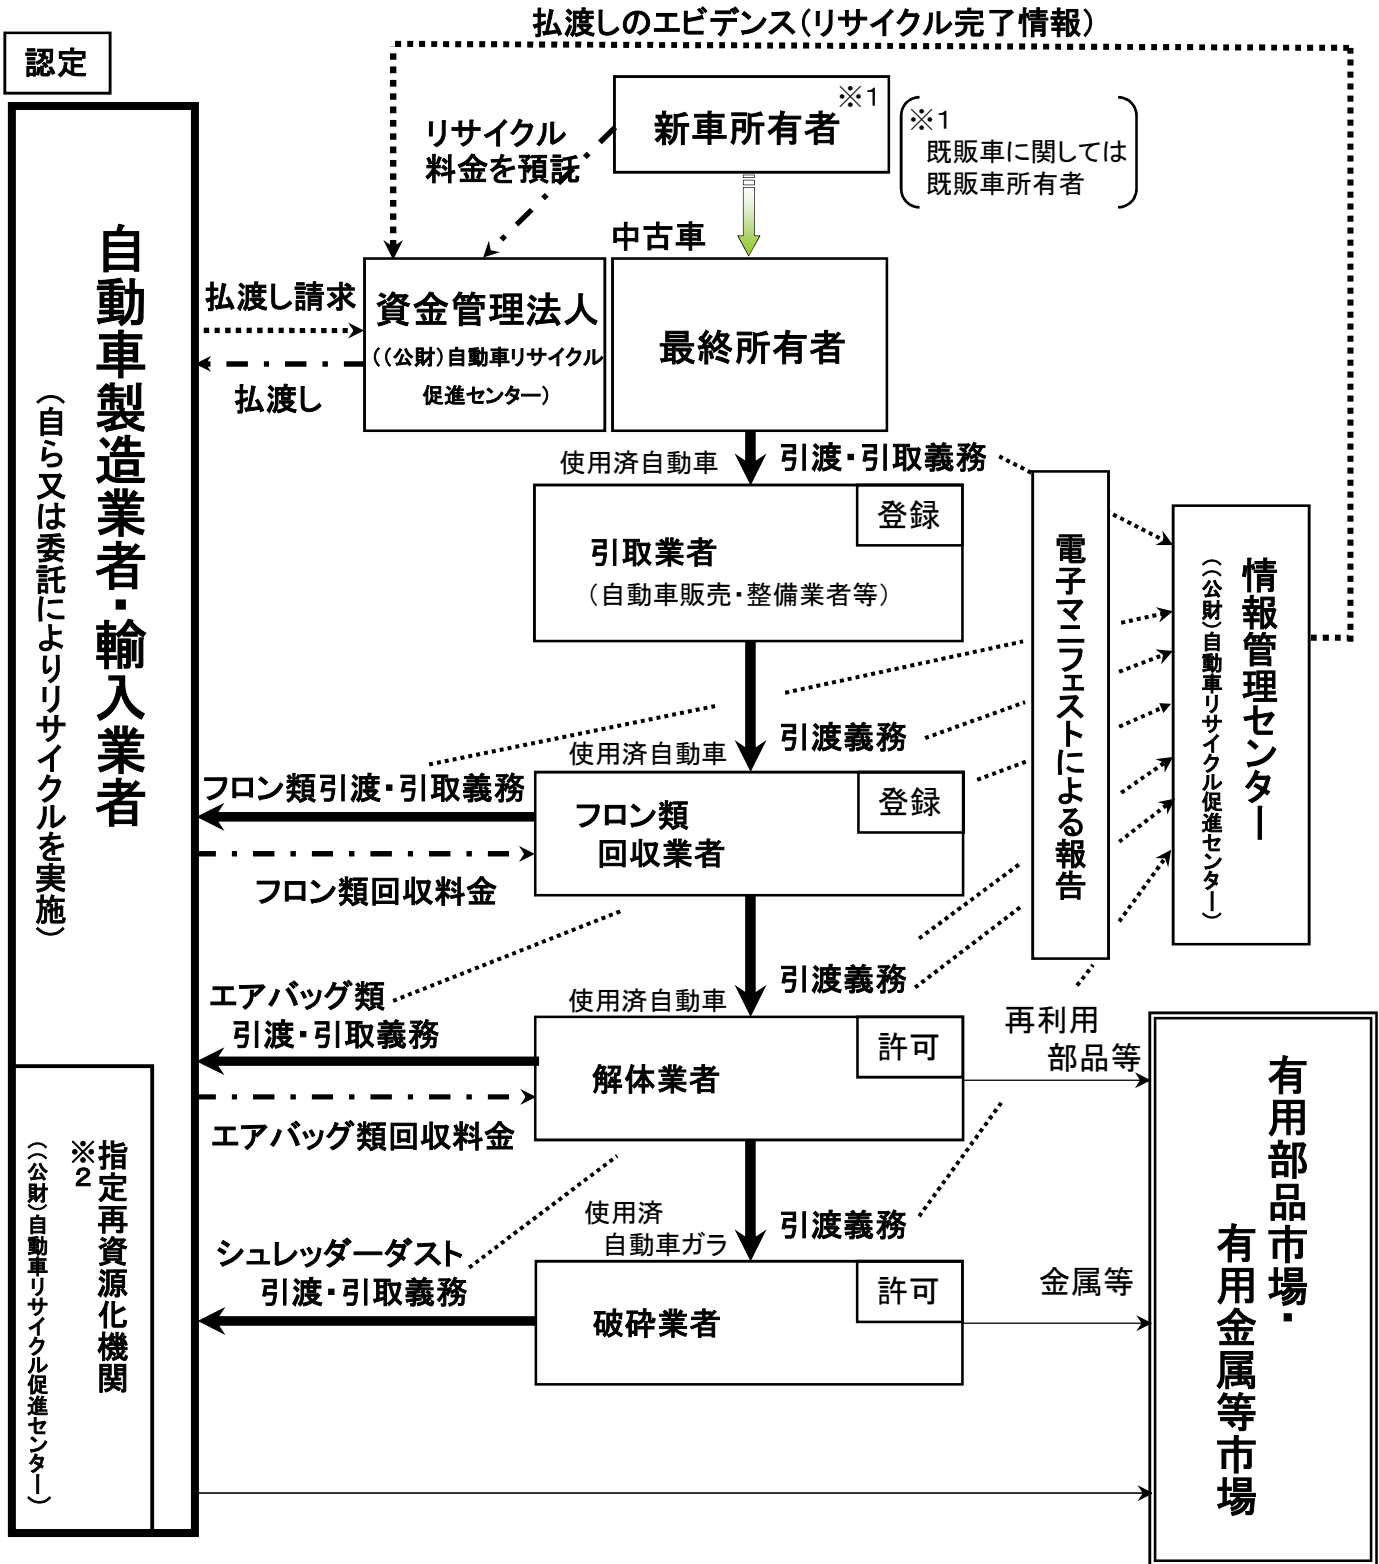 払渡しのエビデンス（リサイクル完了情報）
認定
新車所有者※1
※1
既販車に関しては
既販車所有者
リサイクル
料金を預託
中古車
自動車製造業者・輸入業者
（自ら又は委託によりリサイクルを実施）
払渡し請求
払渡し
資金管理法人
（（公財）自動車リサイクル
促進センター）
最終所有者
使用済自動車
引渡・引取義務
登録
引取業者
（自動車販売・整備業者等）
電子マニフェストによる報告
情報管理センター
（（公財）自動車リサイクル促進センター）
使用済自動車
引渡義務
フロン類引渡・引取義務
登録
フロン類
回収業者
フロン類回収料金
使用済自動車
引渡義務
エアバッグ類
引渡・引取義務
許可
解体業者
エアバッグ類回収料金
再利用
部品等
使用済
自動車ガラ
引渡義務
シュレッダーダスト
引渡・引取義務
許可
破砕業者
金属等
有用部品市場・
有用金属等市場
指定再資源化機関
※2
（（公財）自動車リサイクル促進センター）